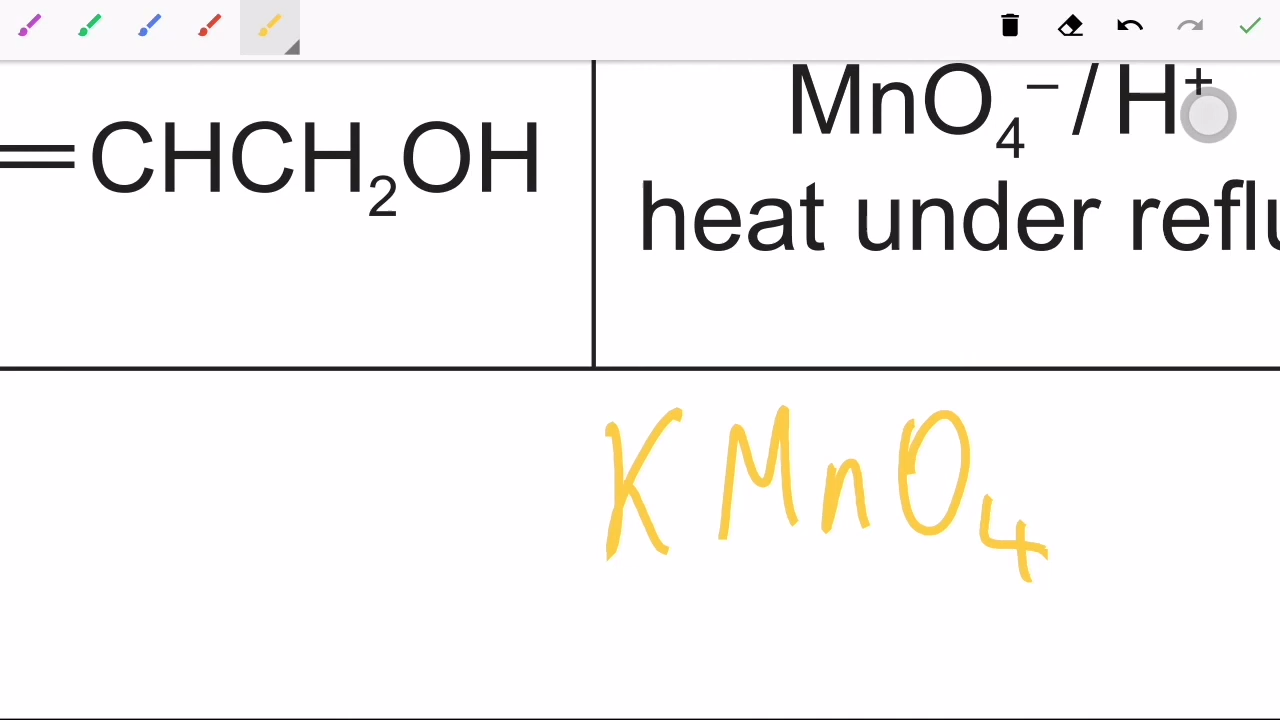 =CHCH₂OH
MnO₄⁻/H⁺
heat under reflu
KMnO₄